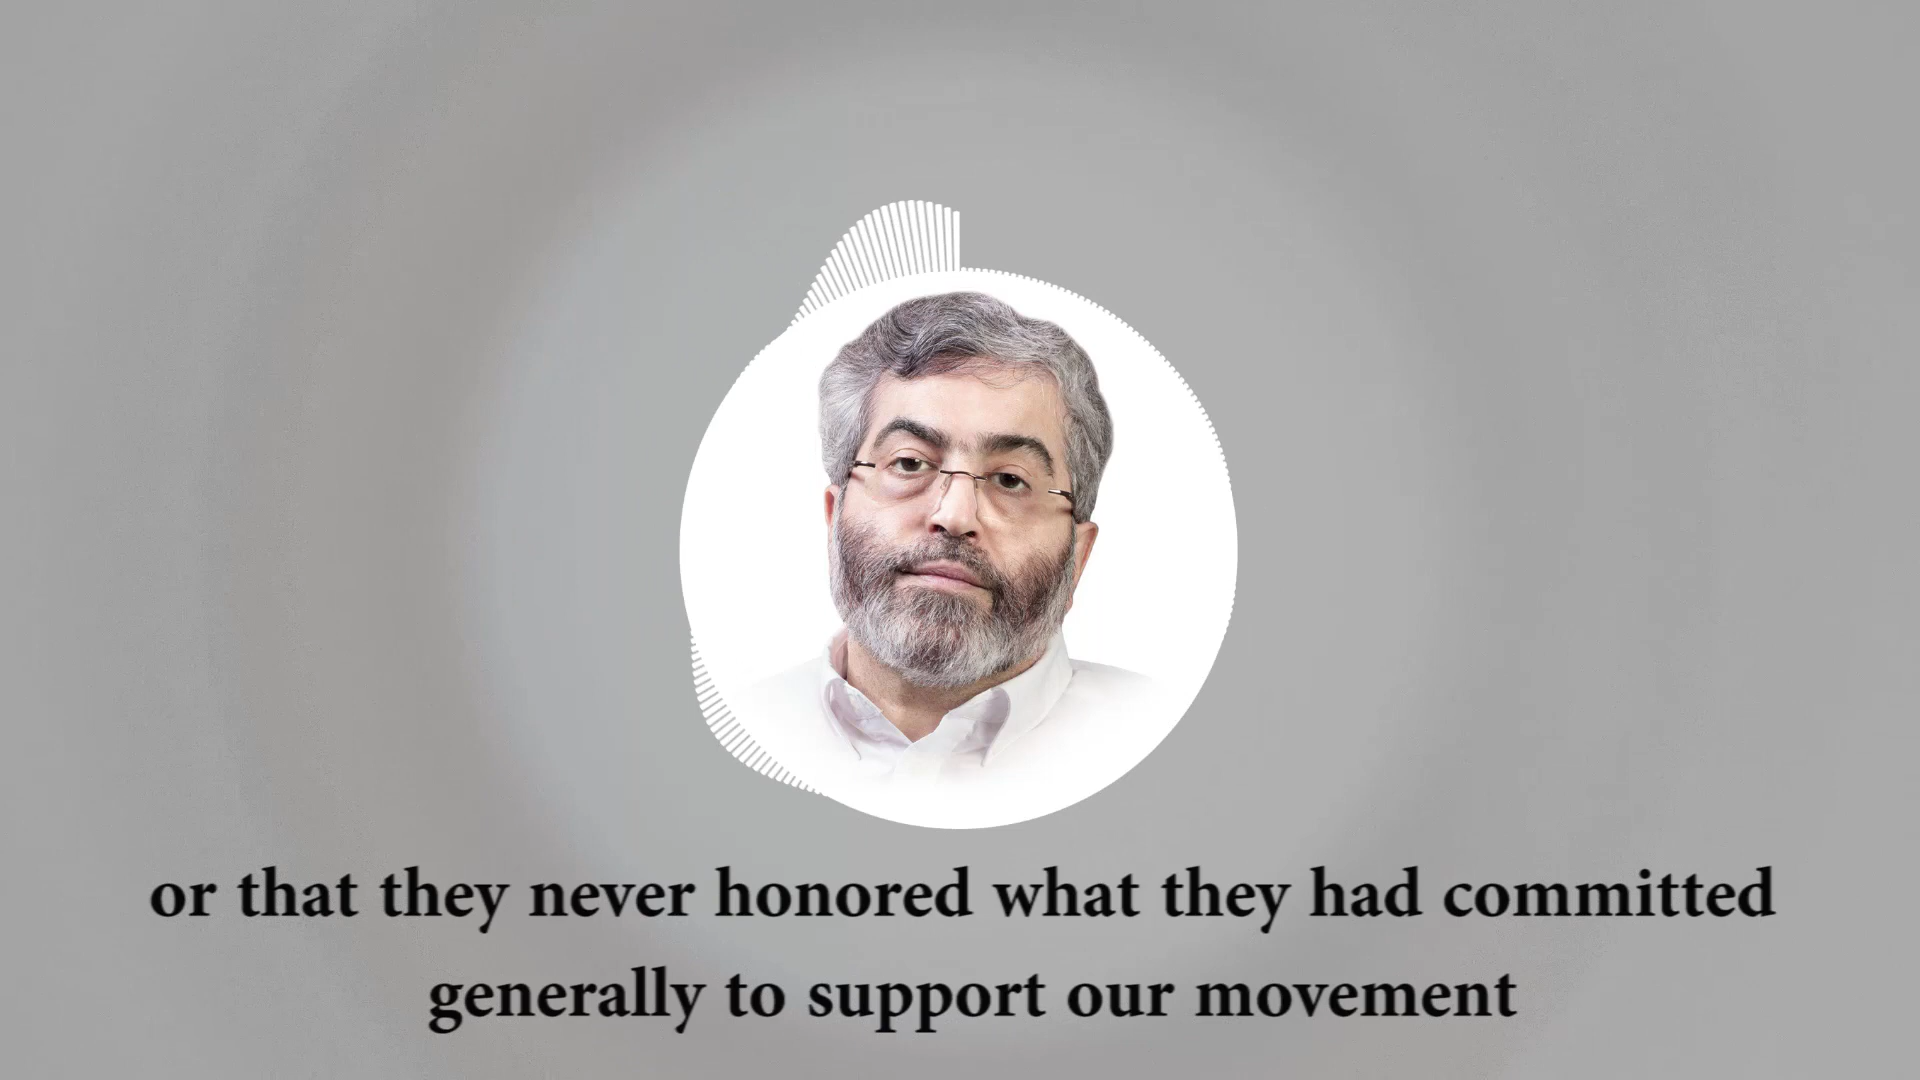 or that they never honored what they had committed
generally to support our movement